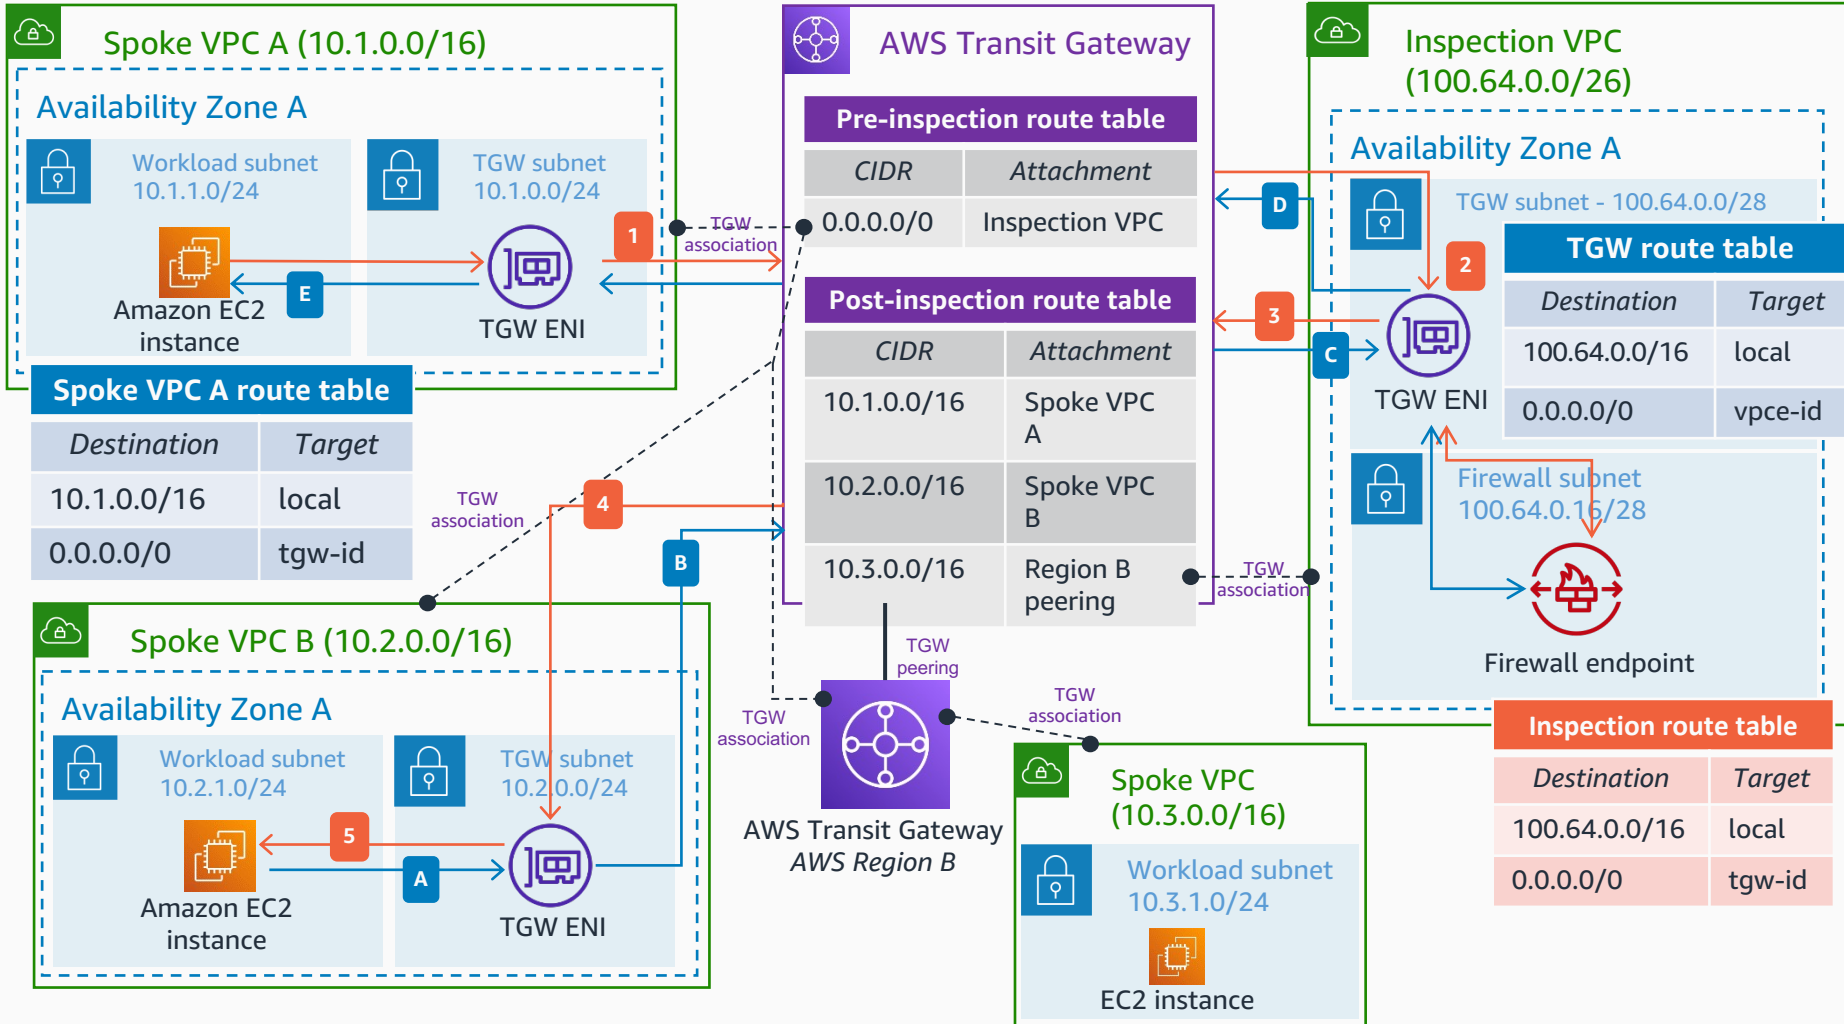 Spoke VPC A (10.1.0.0/16)
Availability Zone A
Workload subnet
10.1.1.0/24
TGW subnet
10.1.0.0/24
1
E
Amazon EC2
instance
TGW ENI
TGW
association
Spoke VPC A route table
Destination
Target
10.1.0.0/16
local
0.0.0.0/0
tgw-id
AWS Transit Gateway
Pre-inspection route table
CIDR
Attachment
0.0.0.0/0
Inspection VPC
Post-inspection route table
CIDR
Attachment
10.1.0.0/16
Spoke VPC
A
10.2.0.0/16
Spoke VPC
B
10.3.0.0/16
Region B
peering
Inspection VPC
(100.64.0.0/26)
Availability Zone A
TGW subnet - 100.64.0.0/28
D
2
3
C
TGW ENI
TGW route table
Destination
Target
100.64.0.0/16
local
0.0.0.0/0
vpce-id
Firewall subnet
100.64.0.16/28
Firewall endpoint
TGW
association
Inspection route table
Destination
Target
100.64.0.0/16
local
0.0.0.0/0
tgw-id
TGW
association
4
B
Spoke VPC B (10.2.0.0/16)
Availability Zone A
Workload subnet
10.2.1.0/24
TGW subnet
10.2.0.0/24
5
A
Amazon EC2
instance
TGW ENI
TGW
peering
TGW
association
TGW
association
AWS Transit Gateway
AWS Region B
Spoke VPC
(10.3.0.0/16)
Workload subnet
10.3.1.0/24
EC2 instance